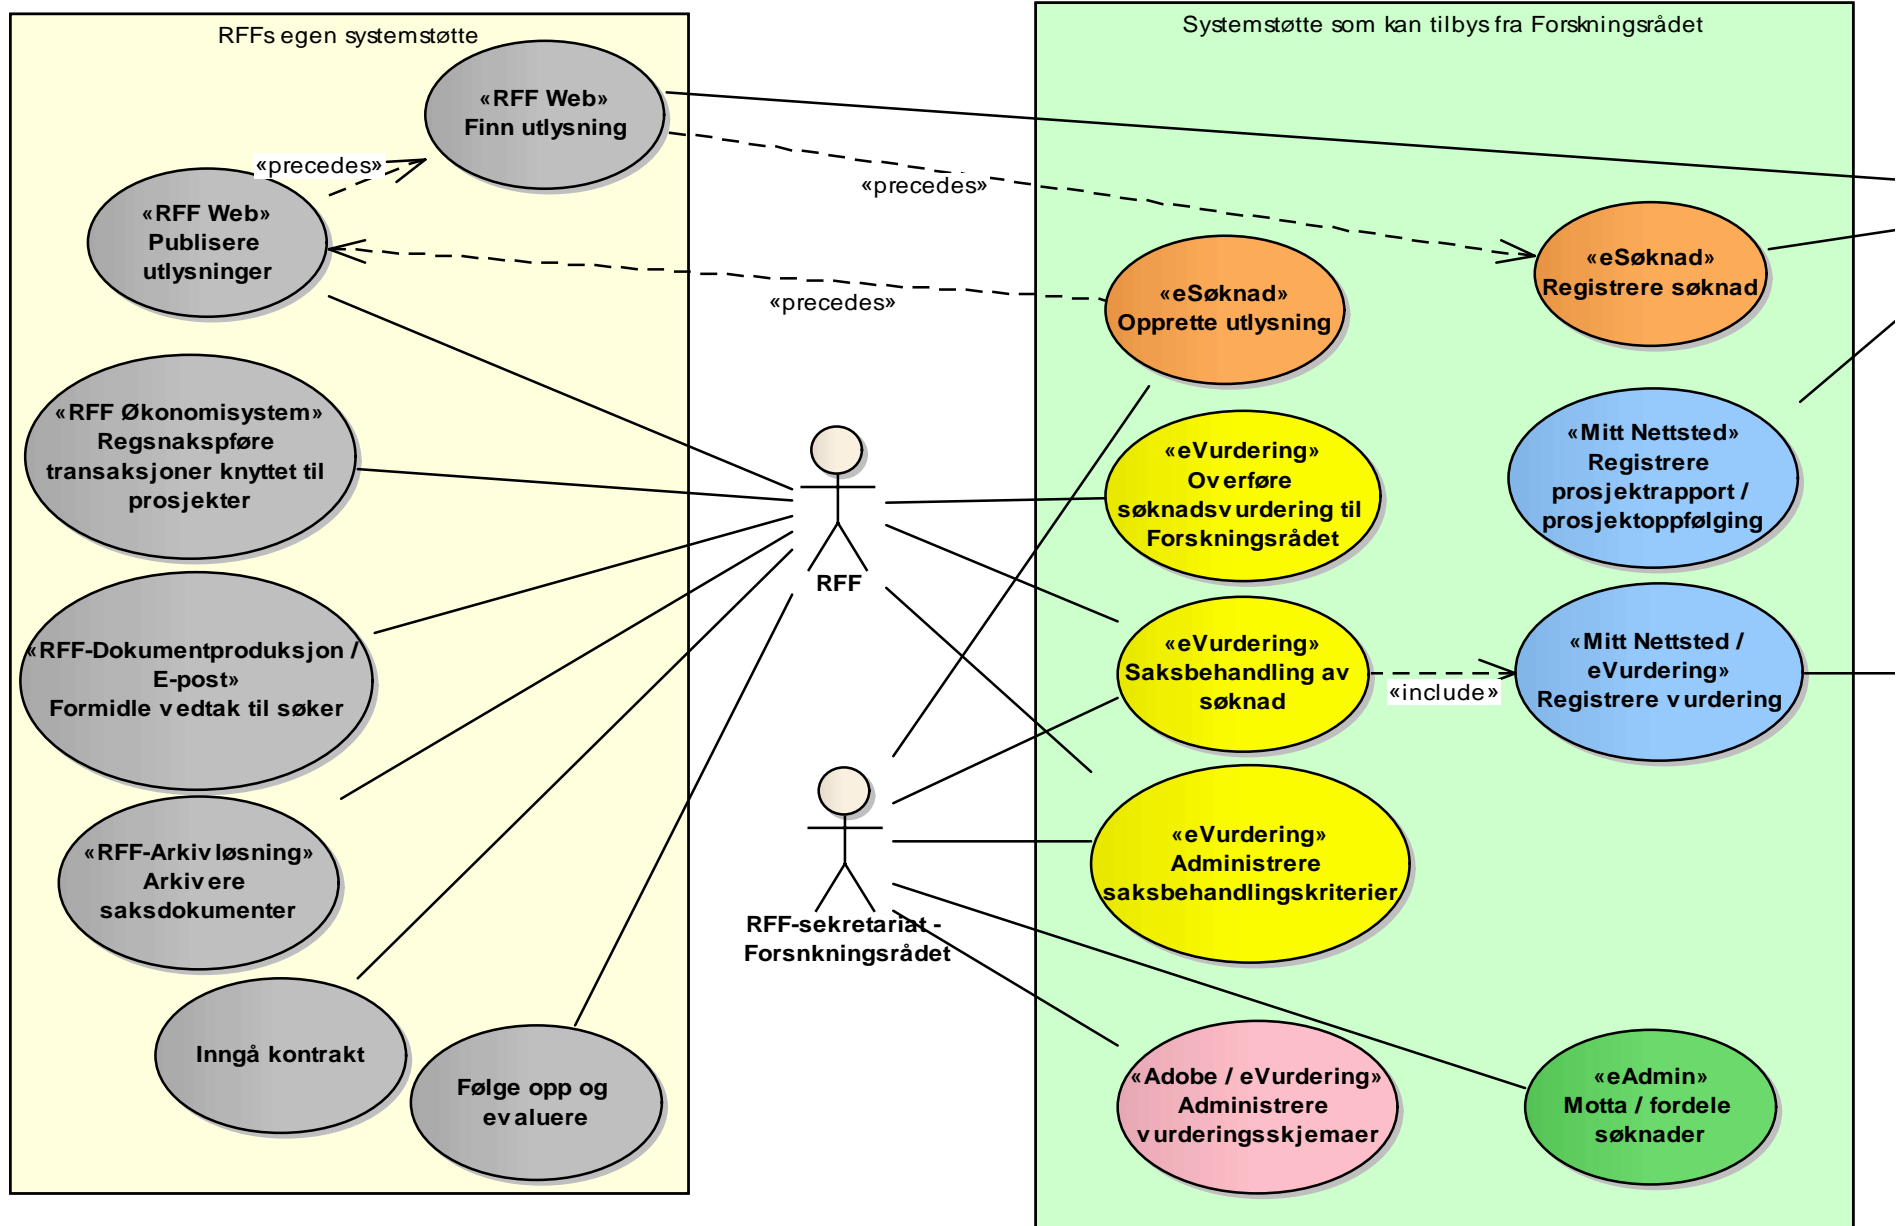 RFFs egen systemstøtte
«RFF Web»
Finn utlysning
«precedes»
«RFF Web»
Publisere
utlysninger
«RFF Økonomisystem»
Regsnakspføre
transaksjoner knyttet til
prosjekter
«RFF-Dokumentproduksjon /
E-post»
Formidle vedtak til søker
«RFF-Arkivløsning»
Arkivere
saksdokumenter
Inngå kontrakt
Følge opp og
evaluere
«precedes»
«precedes»
RFF
RFF-sekretariat -
Forsnkningsrådet
Systemstøtte som kan tilbys fra Forskningsrådet
«eSøknad»
Registrere søknad
«eSøknad»
Opprette utlysning
«eVurdering»
Overføre
søknadsvurdering til
Forskningsrådet
«Mitt Nettsted»
Registrere
prosjektrapport /
prosjektoppfølging
«eVurdering»
Saksbehandling av
søknad
«include»
«Mitt Nettsted /
eVurdering»
Registrere vurdering
«eVurdering»
Administrere
saksbehandlingskriterier
«Adobe / eVurdering»
Administrere
vurderingsskjemaer
«eAdmin»
Motta / fordele
søknader